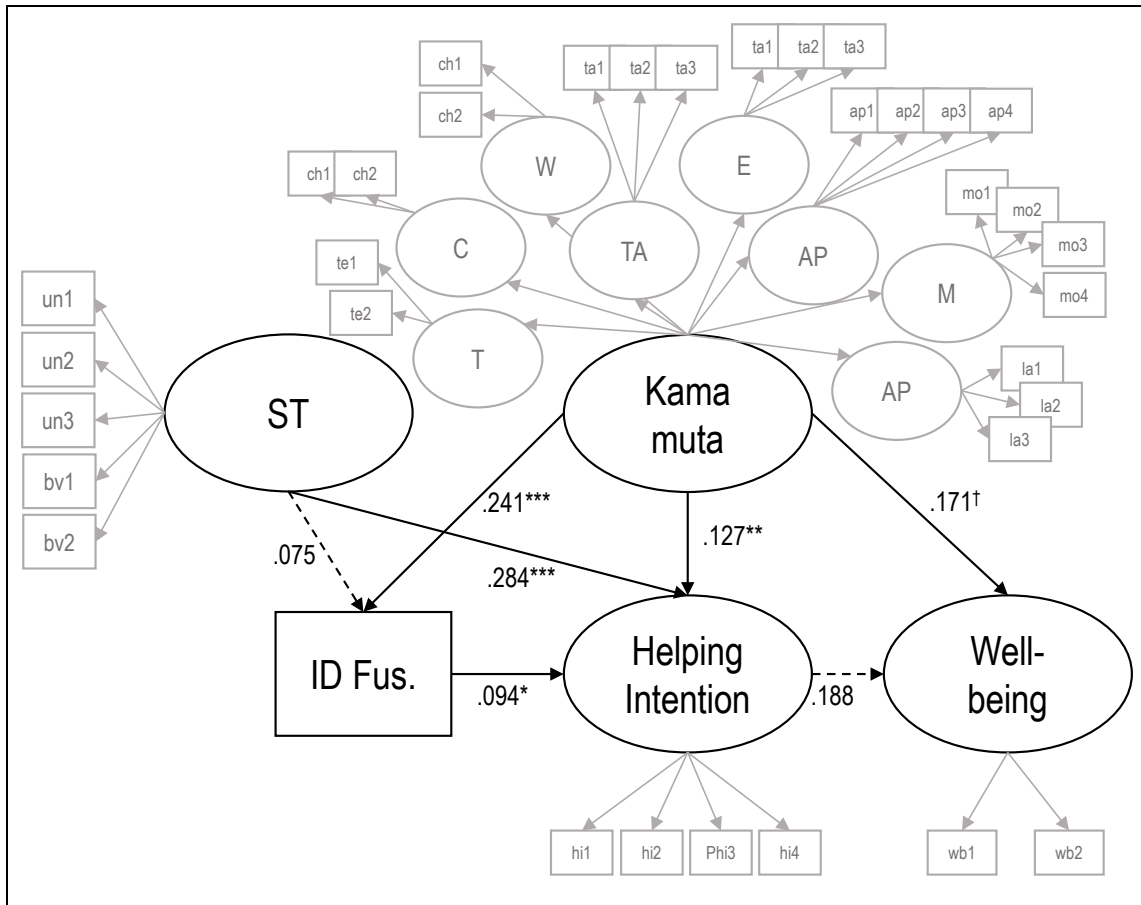 ch1
ch2
ta1 ta2 ta3
ta1 ta2 ta3
ap1 ap2 ap3 ap4
W
E
ch1 ch2
C
TA
AP
mo1
mo2
mo3
mo4
M
te1
te2
T
AP
la1
la2
la3
un1
un2
un3
bv1
bv2
ST
Kama
muta
.241***
.127**
.171†
.075
.284***
ID Fus.
.094*
Helping
Intention
.188
Well-
being
hi1
hi2
Phi3
hi4
wb1
wb2